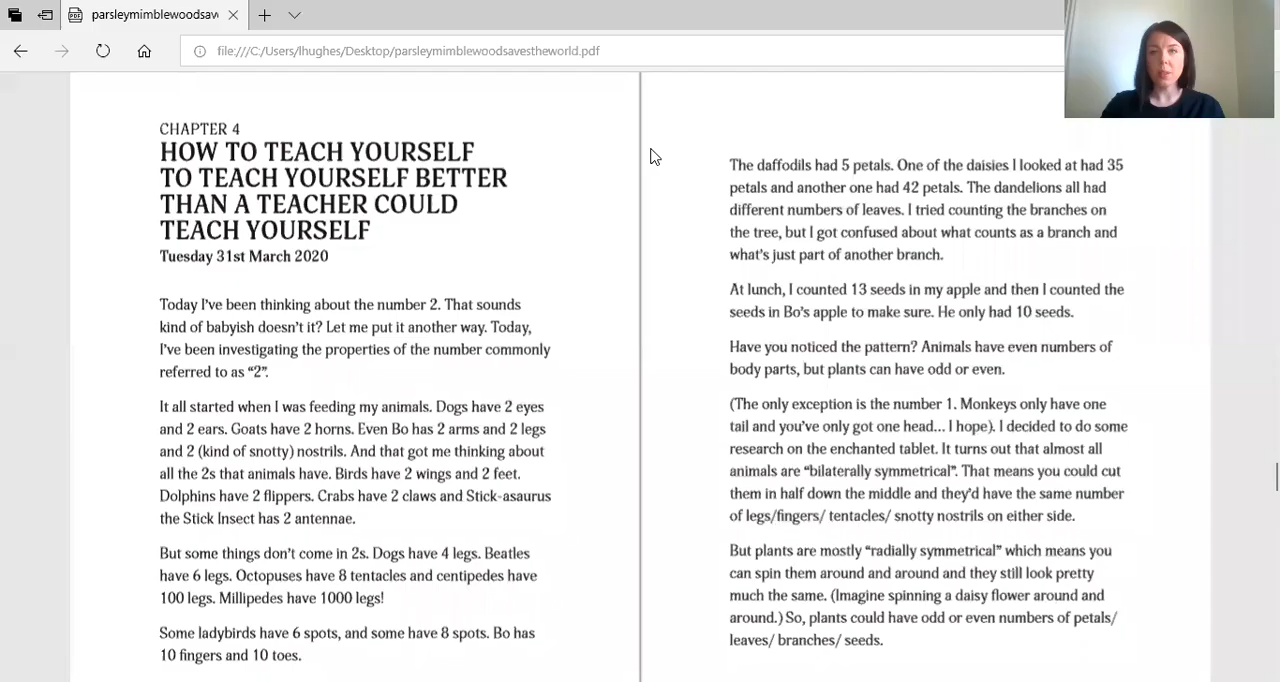 parsleymimblewoodsav
file:///C:/Users/lhughes/Desktop/parsleymimblewoodsavestheworld.pdf
CHAPTER 4
HOW TO TEACH YOURSELF
TO TEACH YOURSELF BETTER
THAN A TEACHER COULD
TEACH YOURSELF
Tuesday 31st March 2020
Today I've been thinking about the number 2. That sounds
kind of babyish doesn't it? Let me put it another way. Today,
I've been investigating the properties of the number commonly
referred to as "2".
It all started when I was feeding my animals. Dogs have 2 eyes
and 2 ears. Goats have 2 horns. Even Bo has 2 arms and 2 legs
and 2 (kind of snotty) nostrils. And that got me thinking about
all the 2s that animals have. Birds have 2 wings and 2 feet.
Dolphins have 2 flippers. Crabs have 2 claws and Stick-asaurus
the Stick Insect has 2 antennae.
But some things don't come in 2s. Dogs have 4 legs. Beatles
have 6 legs. Octopuses have 8 tentacles and centipedes have
100 legs. Millipedes have 1000 legs!
Some ladybirds have 6 spots, and some have 8 spots. Bo has
10 fingers and 10 toes.
The daffodils had 5 petals. One of the daisies I looked at had 35
petals and another one had 42 petals. The dandelions all had
different numbers of leaves. I tried counting the branches on
the tree, but I got confused about what counts as a branch and
what's just part of another branch.
At lunch, I counted 13 seeds in my apple and then I counted the
seeds in Bo's apple to make sure. He only had 10 seeds.
Have you noticed the pattern? Animals have even numbers of
body parts, but plants can have odd or even.
(The only exception is the number 1. Monkeys only have one
tail and you've only got one head... I hope). I decided to do some
research on the enchanted tablet. It turns out that almost all
animals are "bilaterally symmetrical". That means you could cut
them in half down the middle and they'd have the same number
of legs/fingers/ tentacles/ snotty nostrils on either side.
But plants are mostly "radially symmetrical" which means you
can spin them around and around and they still look pretty
much the same. (Imagine spinning a daisy flower around and
around.) So, plants could have odd or even numbers of petals/
leaves/ branches/ seeds.